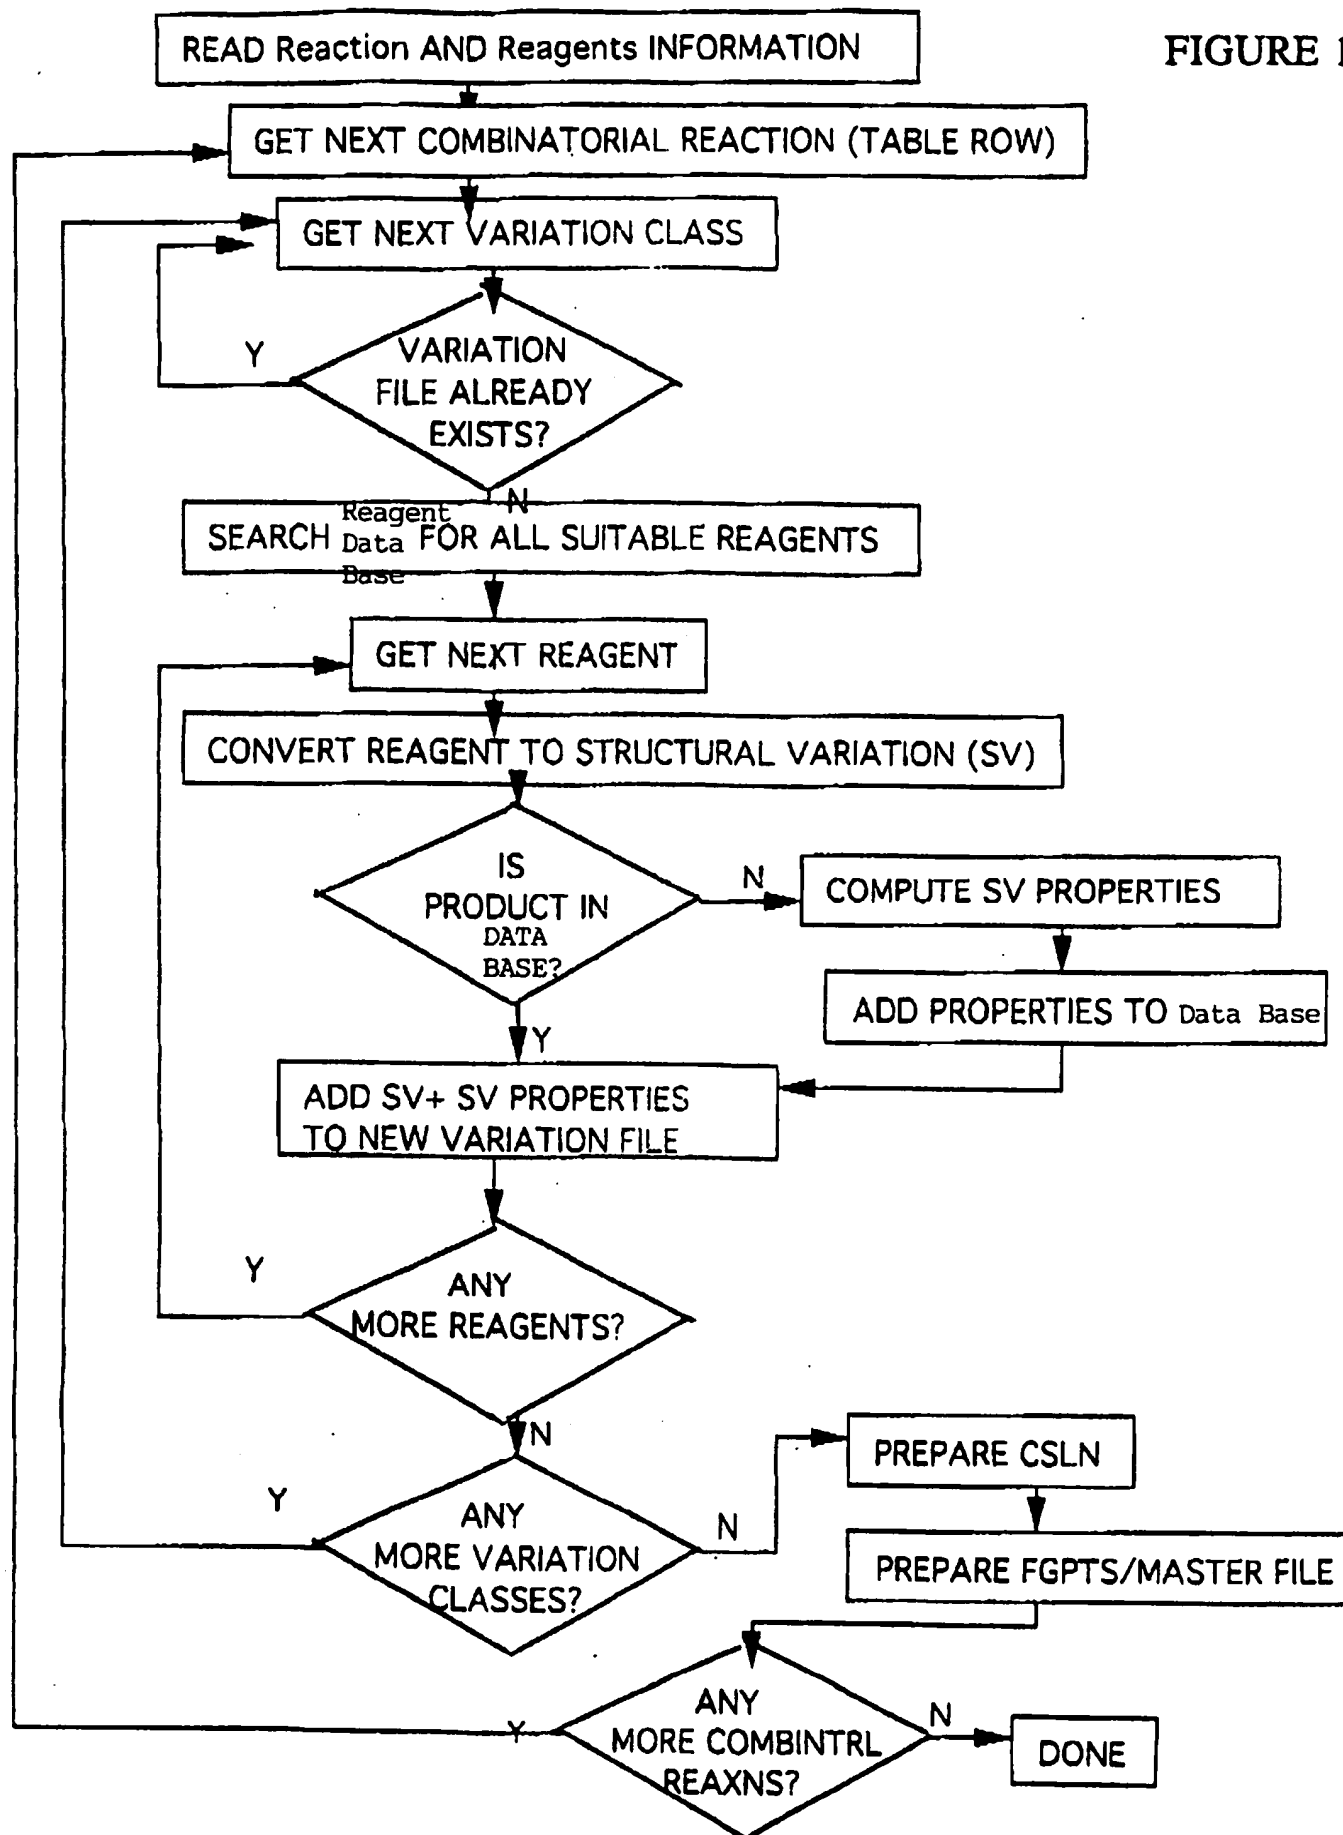 READ Reaction AND Reagents INFORMATION
FIGURE 1
GET NEXT COMBINATORIAL REACTION (TABLE ROW)
GET NEXT VARIATION CLASS
Y
VARIATION
FILE ALREADY
EXISTS?
N
SEARCH Reagent Data Base FOR ALL SUITABLE REAGENTS
GET NEXT REAGENT
CONVERT REAGENT TO STRUCTURAL VARIATION (SV)
IS
PRODUCT IN
DATA
BASE?
N
COMPUTE SV PROPERTIES
ADD PROPERTIES TO Data Base
Y
ADD SV+ SV PROPERTIES
TO NEW VARIATION FILE
Y
ANY
MORE REAGENTS?
N
PREPARE CSLN
Y
ANY
MORE VARIATION
CLASSES?
N
PREPARE FGPTS/MASTER FILE
Y
ANY
MORE COMBINTRL
REAXNS?
N
DONE